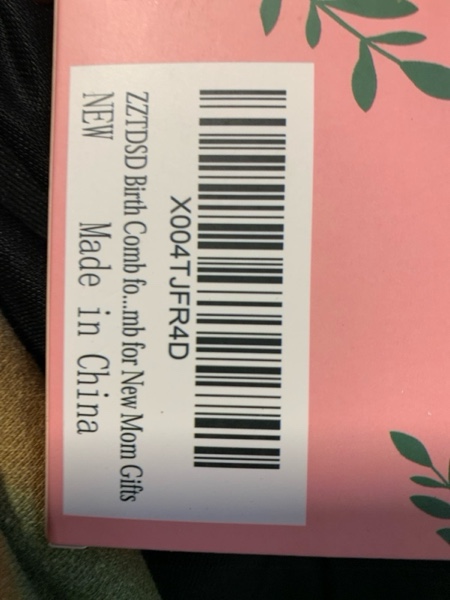 X004TJFR4D
ZZTDSD Birth Comb fo...mb for New Mom Gifts
NEW Made in China